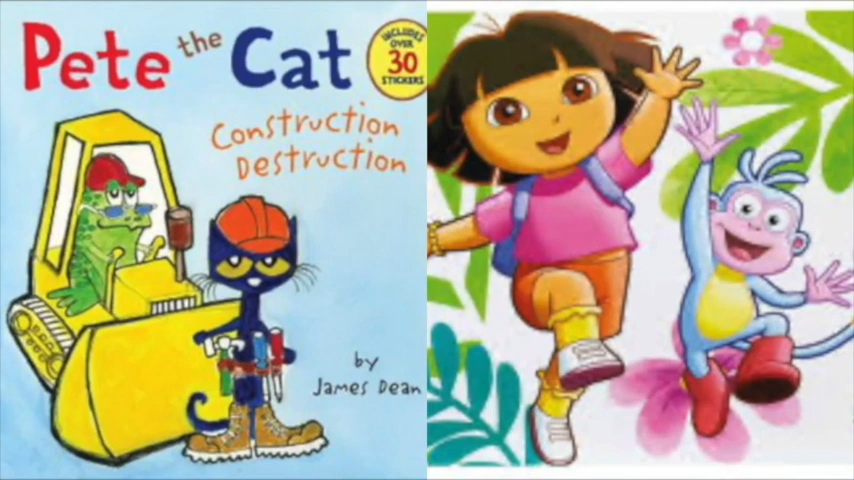 Pete the Cat
INCLUDES
OVER
30
STICKERS
Construction
Destruction
by
James Dean